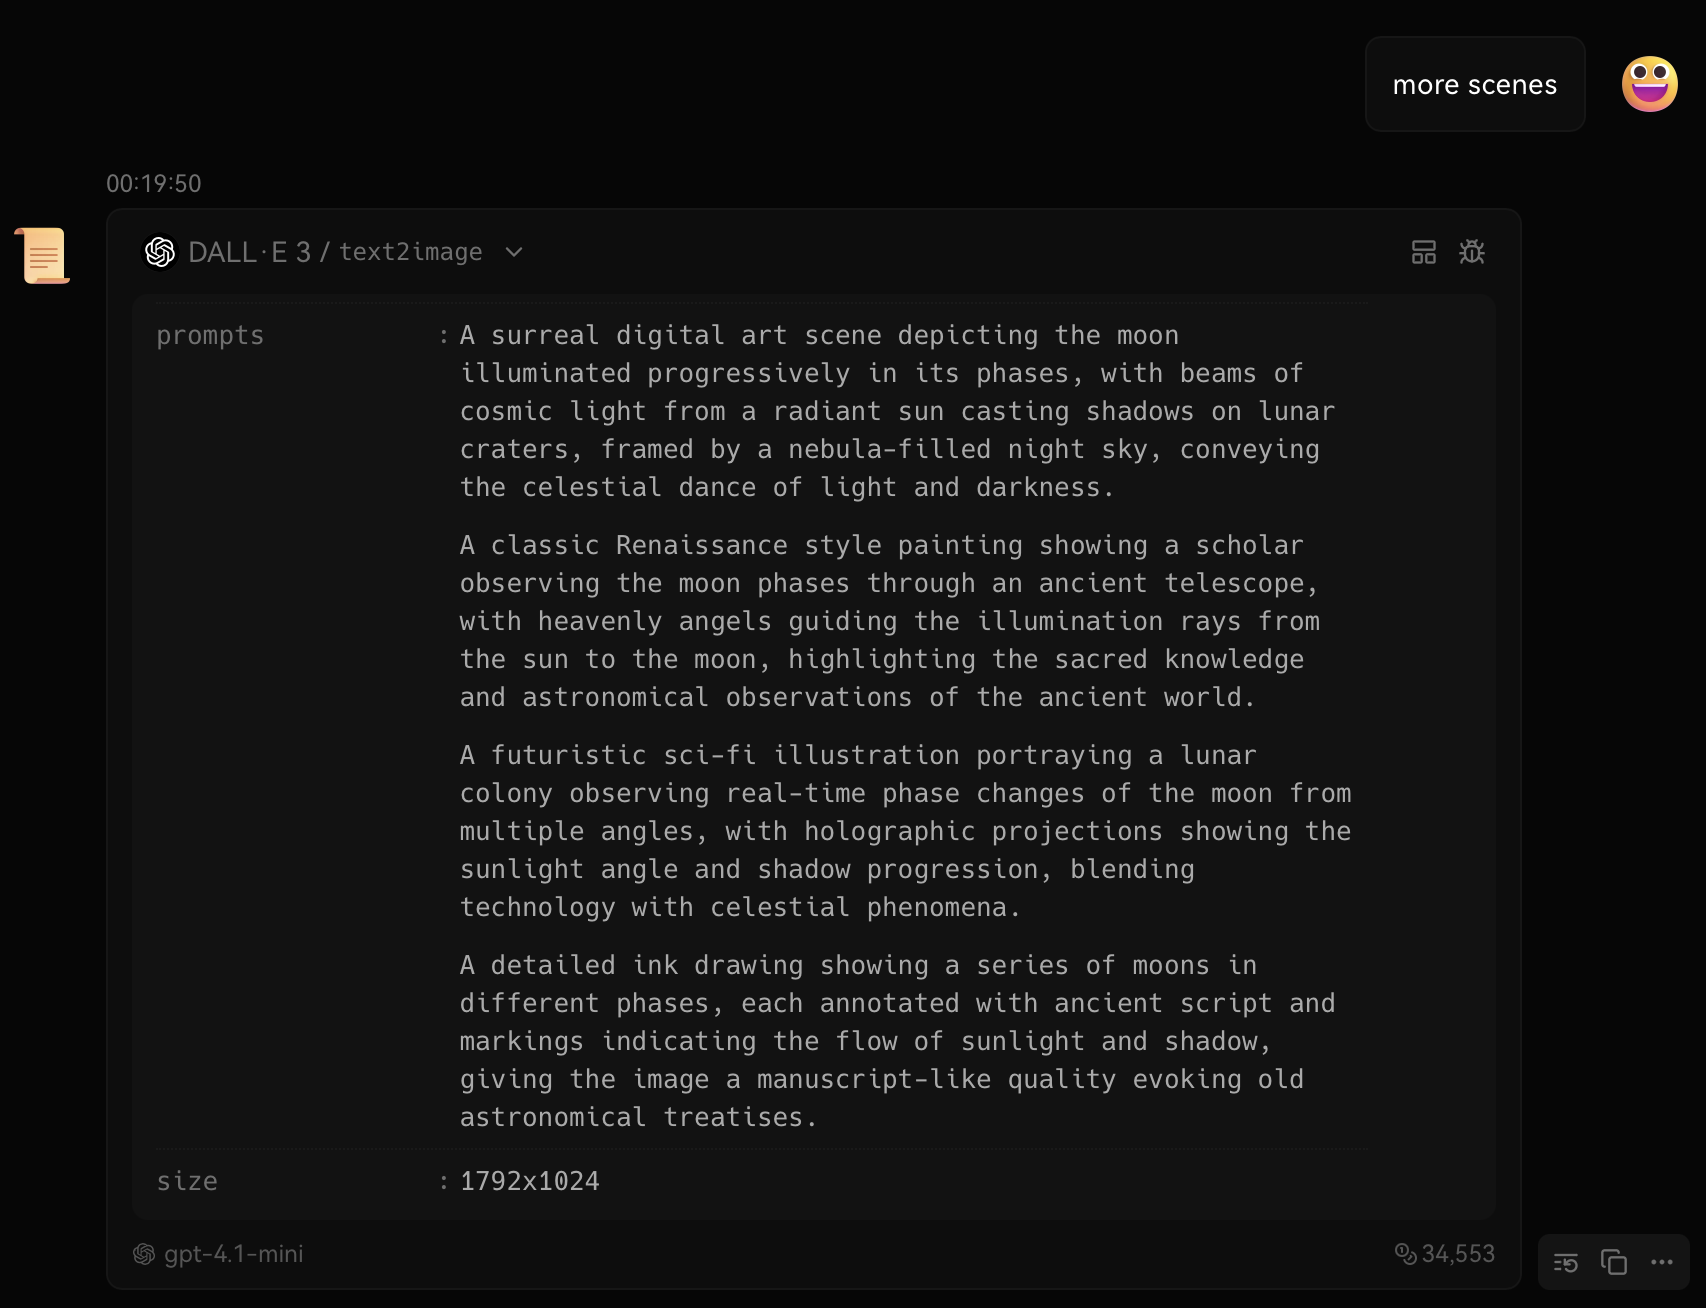 more scenes
00:19:50
DALL·E 3 / text2image
prompts : A surreal digital art scene depicting the moon
illuminated progressively in its phases, with beams of
cosmic light from a radiant sun casting shadows on lunar
craters, framed by a nebula-filled night sky, conveying
the celestial dance of light and darkness.
A classic Renaissance style painting showing a scholar
observing the moon phases through an ancient telescope,
with heavenly angels guiding the illumination rays from
the sun to the moon, highlighting the sacred knowledge
and astronomical observations of the ancient world.
A futuristic sci-fi illustration portraying a lunar
colony observing real-time phase changes of the moon from
multiple angles, with holographic projections showing the
sunlight angle and shadow progression, blending
technology with celestial phenomena.
A detailed ink drawing showing a series of moons in
different phases, each annotated with ancient script and
markings indicating the flow of sunlight and shadow,
giving the image a manuscript-like quality evoking old
astronomical treatises.
size : 1792x1024
gpt-4.1-mini 34,553